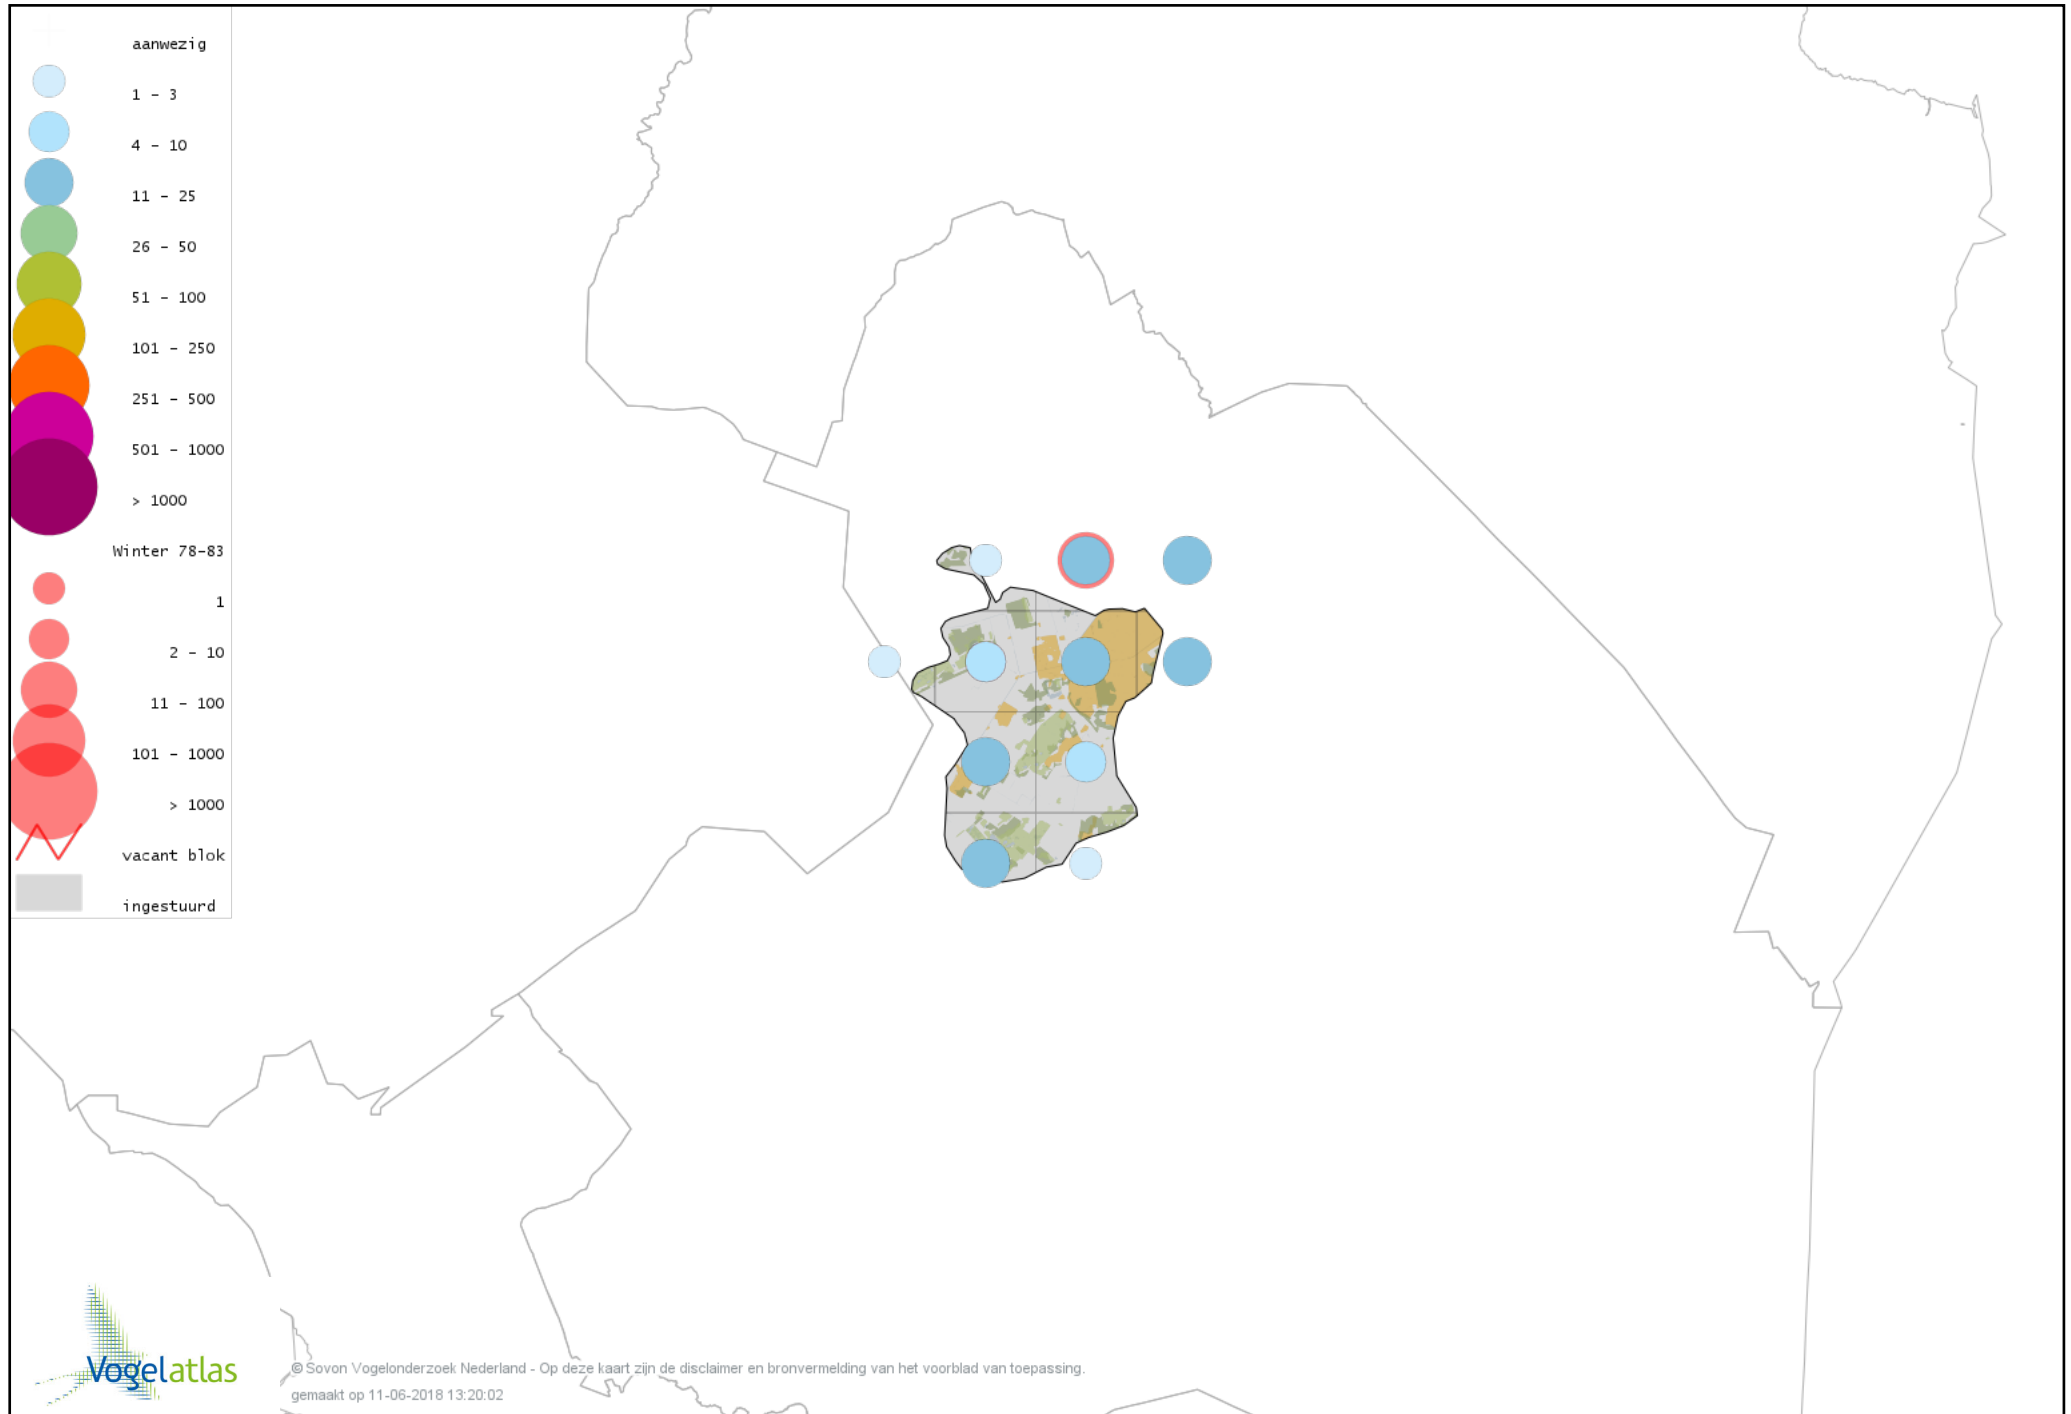 aanwezig
1 - 3
4 - 10
11 - 25
26 - 50
51 - 100
101 - 250
251 - 500
501 - 1000
> 1000
Winter 78-83
1
2 - 10
11 - 100
101 - 1000
> 1000
vacant blok
ingestuurd
Vogelatlas
© Sovon Vogelonderzoek Nederland - Op deze kaart zijn de disclaimer en bronvermelding van het voorblad van toepassing.
gemaakt op 11-06-2018 13:20:02